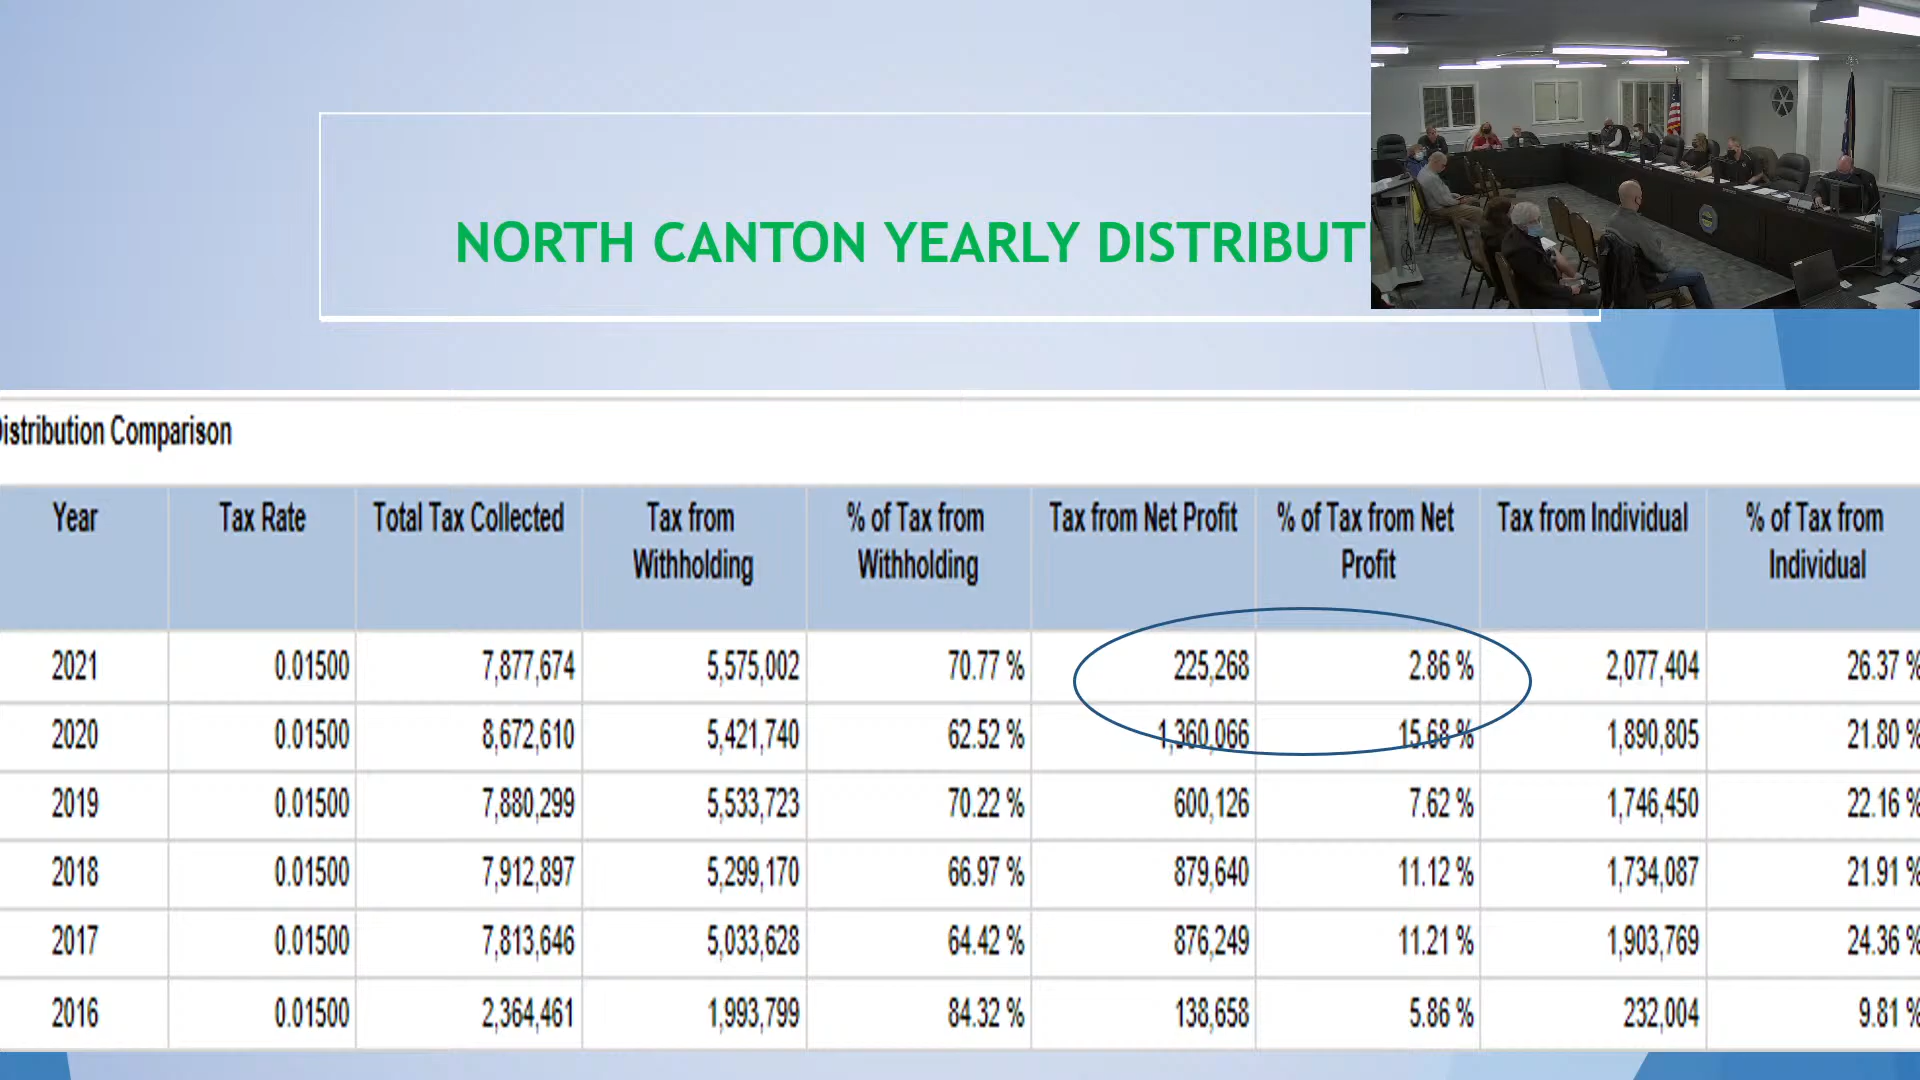 NORTH CANTON YEARLY DISTRIBUT
Distribution Comparison
Year Tax Rate Total Tax Collected Tax from Withholding % of Tax from Withholding Tax from Net Profit % of Tax from Net Profit Tax from Individual % of Tax from Individual
2021 0.01500 7,877,674 5,575,002 70.77 % 225,268 2.86 % 2,077,404 26.37 %
2020 0.01500 8,672,610 5,421,740 62.52 % 1,360,066 15.68 % 1,890,805 21.80 %
2019 0.01500 7,880,299 5,533,723 70.22 % 600,126 7.62 % 1,746,450 22.16 %
2018 0.01500 7,912,897 5,299,170 66.97 % 879,640 11.12 % 1,734,087 21.91 %
2017 0.01500 7,813,646 5,033,628 64.42 % 876,249 11.21 % 1,903,769 24.36 %
2016 0.01500 2,364,461 1,993,799 84.32 % 138,658 5.86 % 232,004 9.81 %